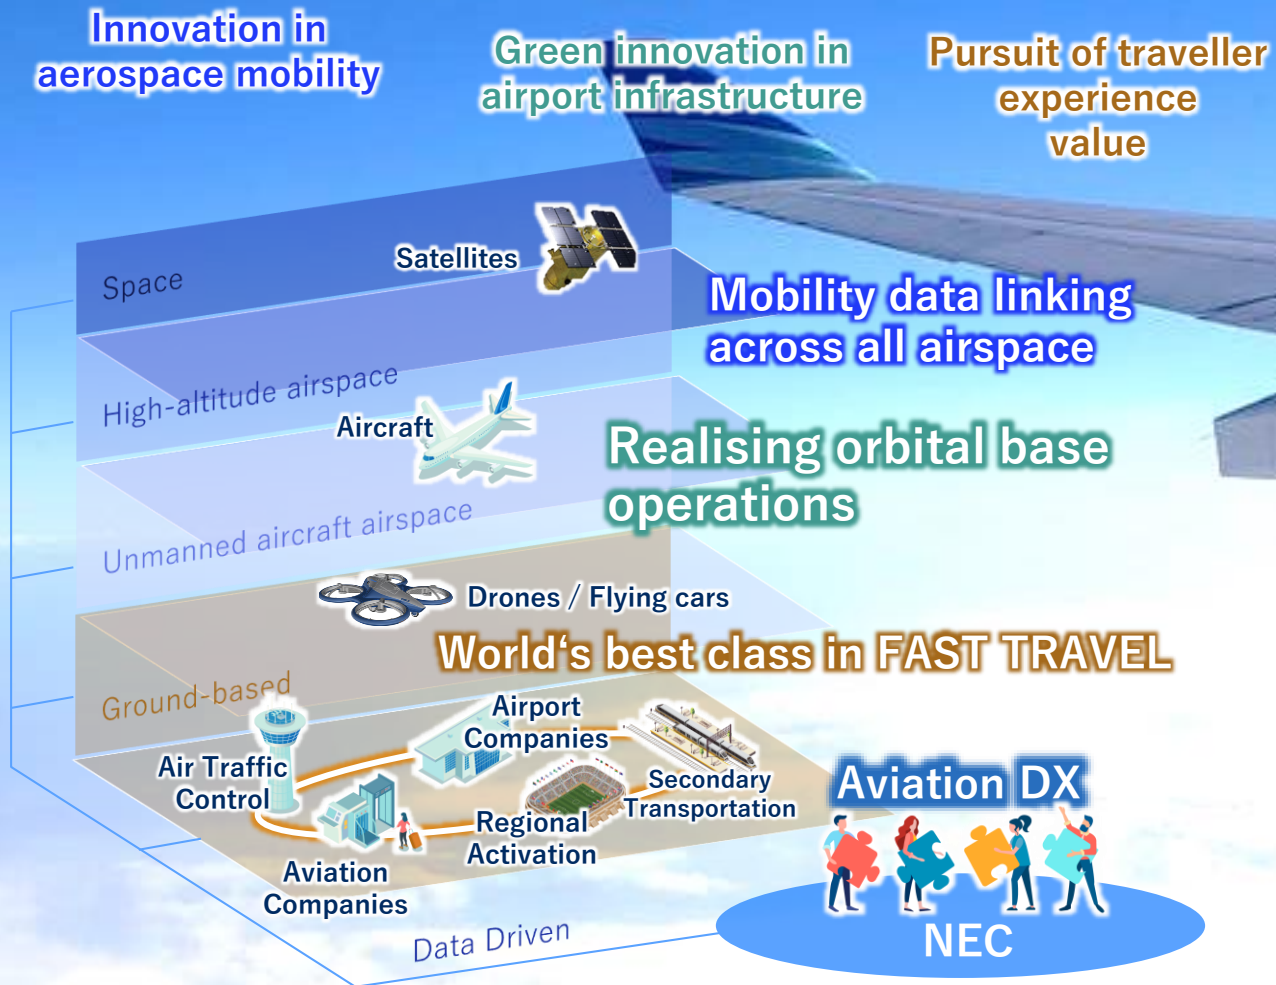 Innovation in
aerospace mobility
Green innovation in
airport infrastructure
Pursuit of traveller
experience
value
Space
Satellites
Mobility data linking
across all airspace
High-altitude airspace
Aircraft
Realising orbital base
operations
Unmanned aircraft airspace
Drones / Flying cars
World‘s best class in FAST TRAVEL
Ground-based
Air Traffic
Control
Airport
Companies
Secondary
Transportation
Regional
Activation
Aviation
Companies
Aviation DX
NEC
Data Driven